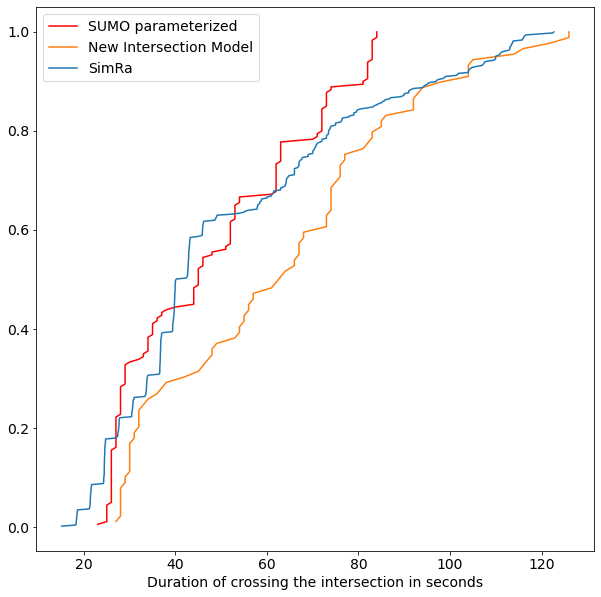 SUMO parameterized
New Intersection Model
SimRa
1.0
0.8
0.6
0.4
0.2
0.0
20 40 60 80 100 120
Duration of crossing the intersection in seconds